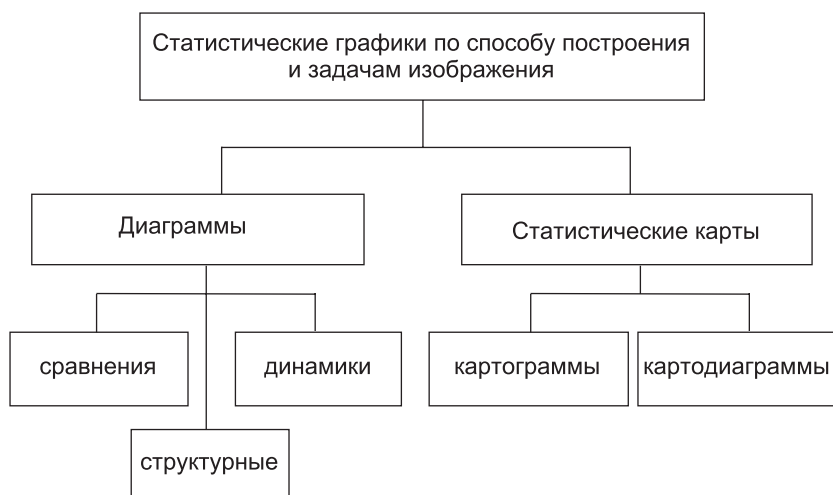 Статистические графики по способу построения
и задачам изображения
Диаграммы
Статистические карты
сравнения
динамики
картограммы
картодиаграммы
структурные